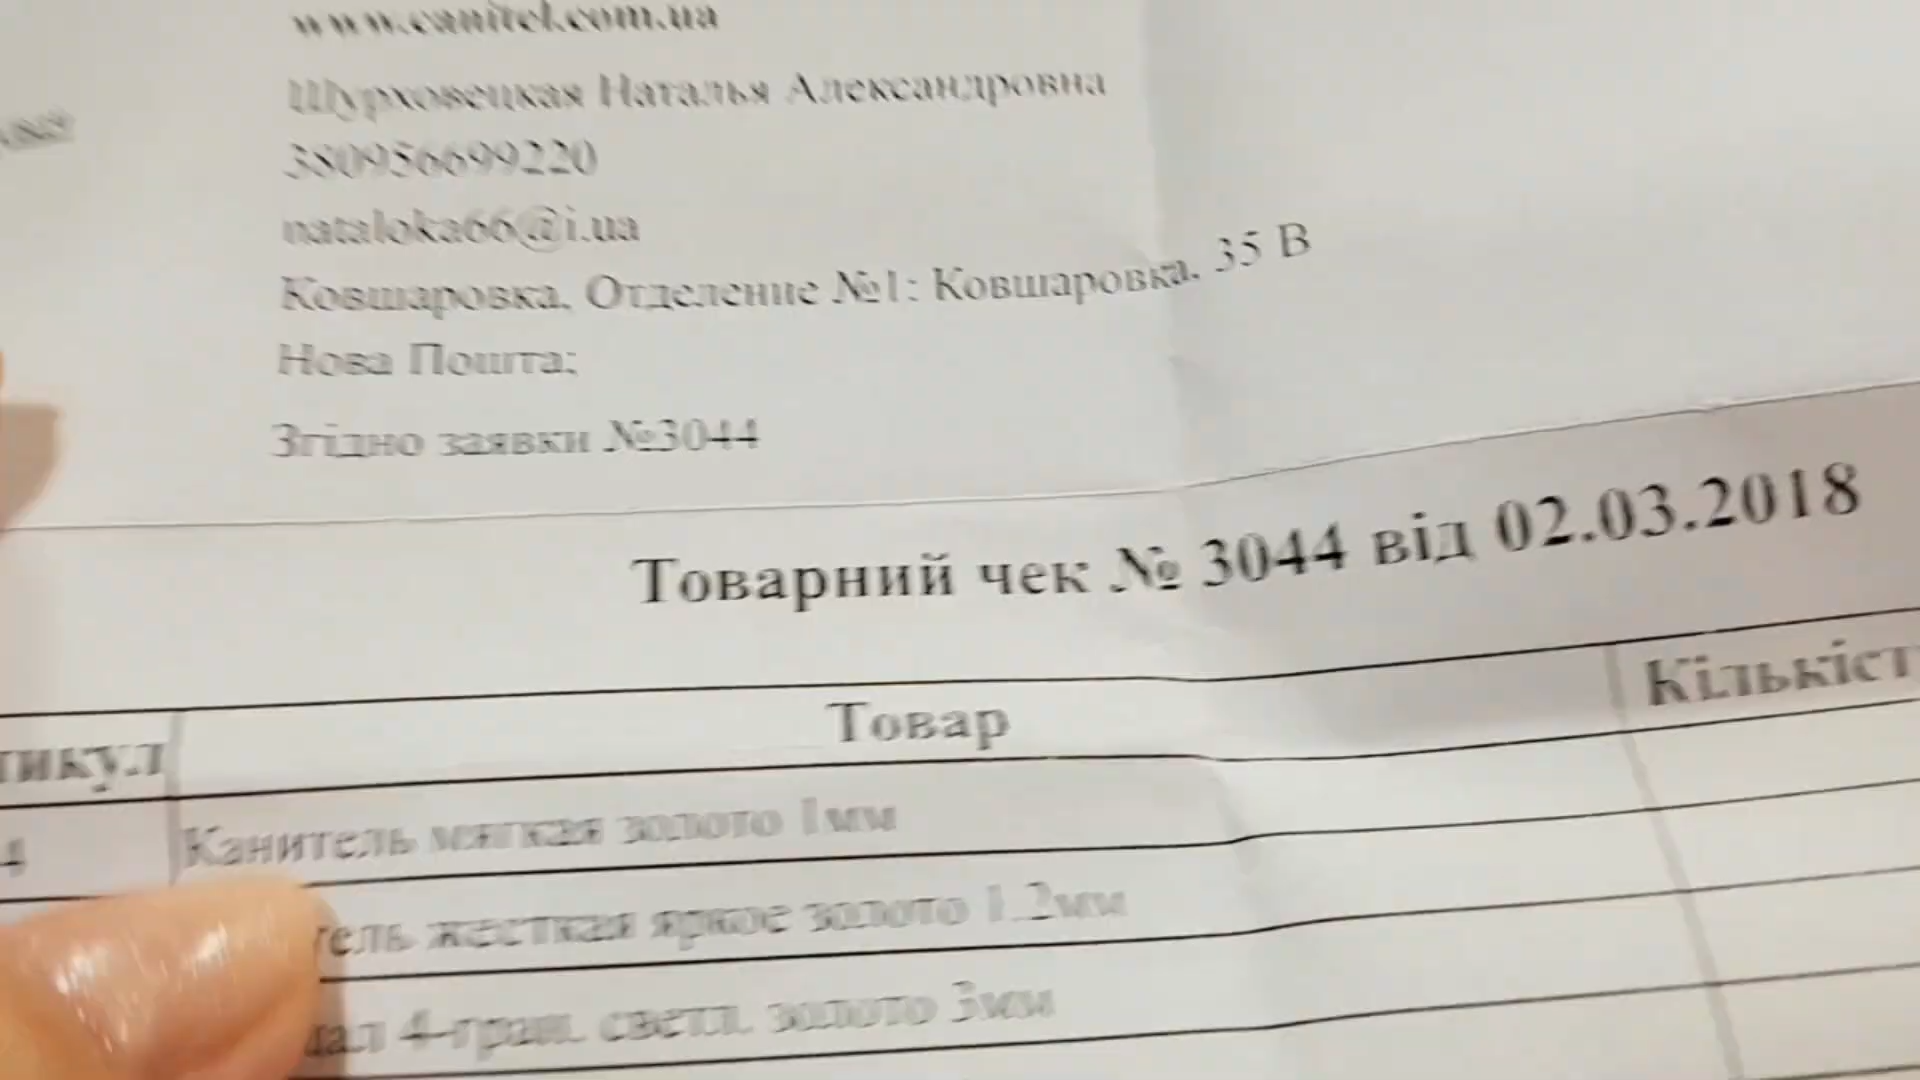 www.canitel.com.ua
Шурховецкая Наталья Александровна
380956699220
nataloka66@i.ua
Ковшаровка, Отделение №1: Ковшаровка, 35 В
Нова Пошта;
Згідно заявки №3044
Товарний чек № 3044 від 02.03.2018
тикул Товар Кількіст
4 Канитель мягкая золото 1мм
тель жесткая яркое золото 1.2мм
4-гран. светл. золото 3мм